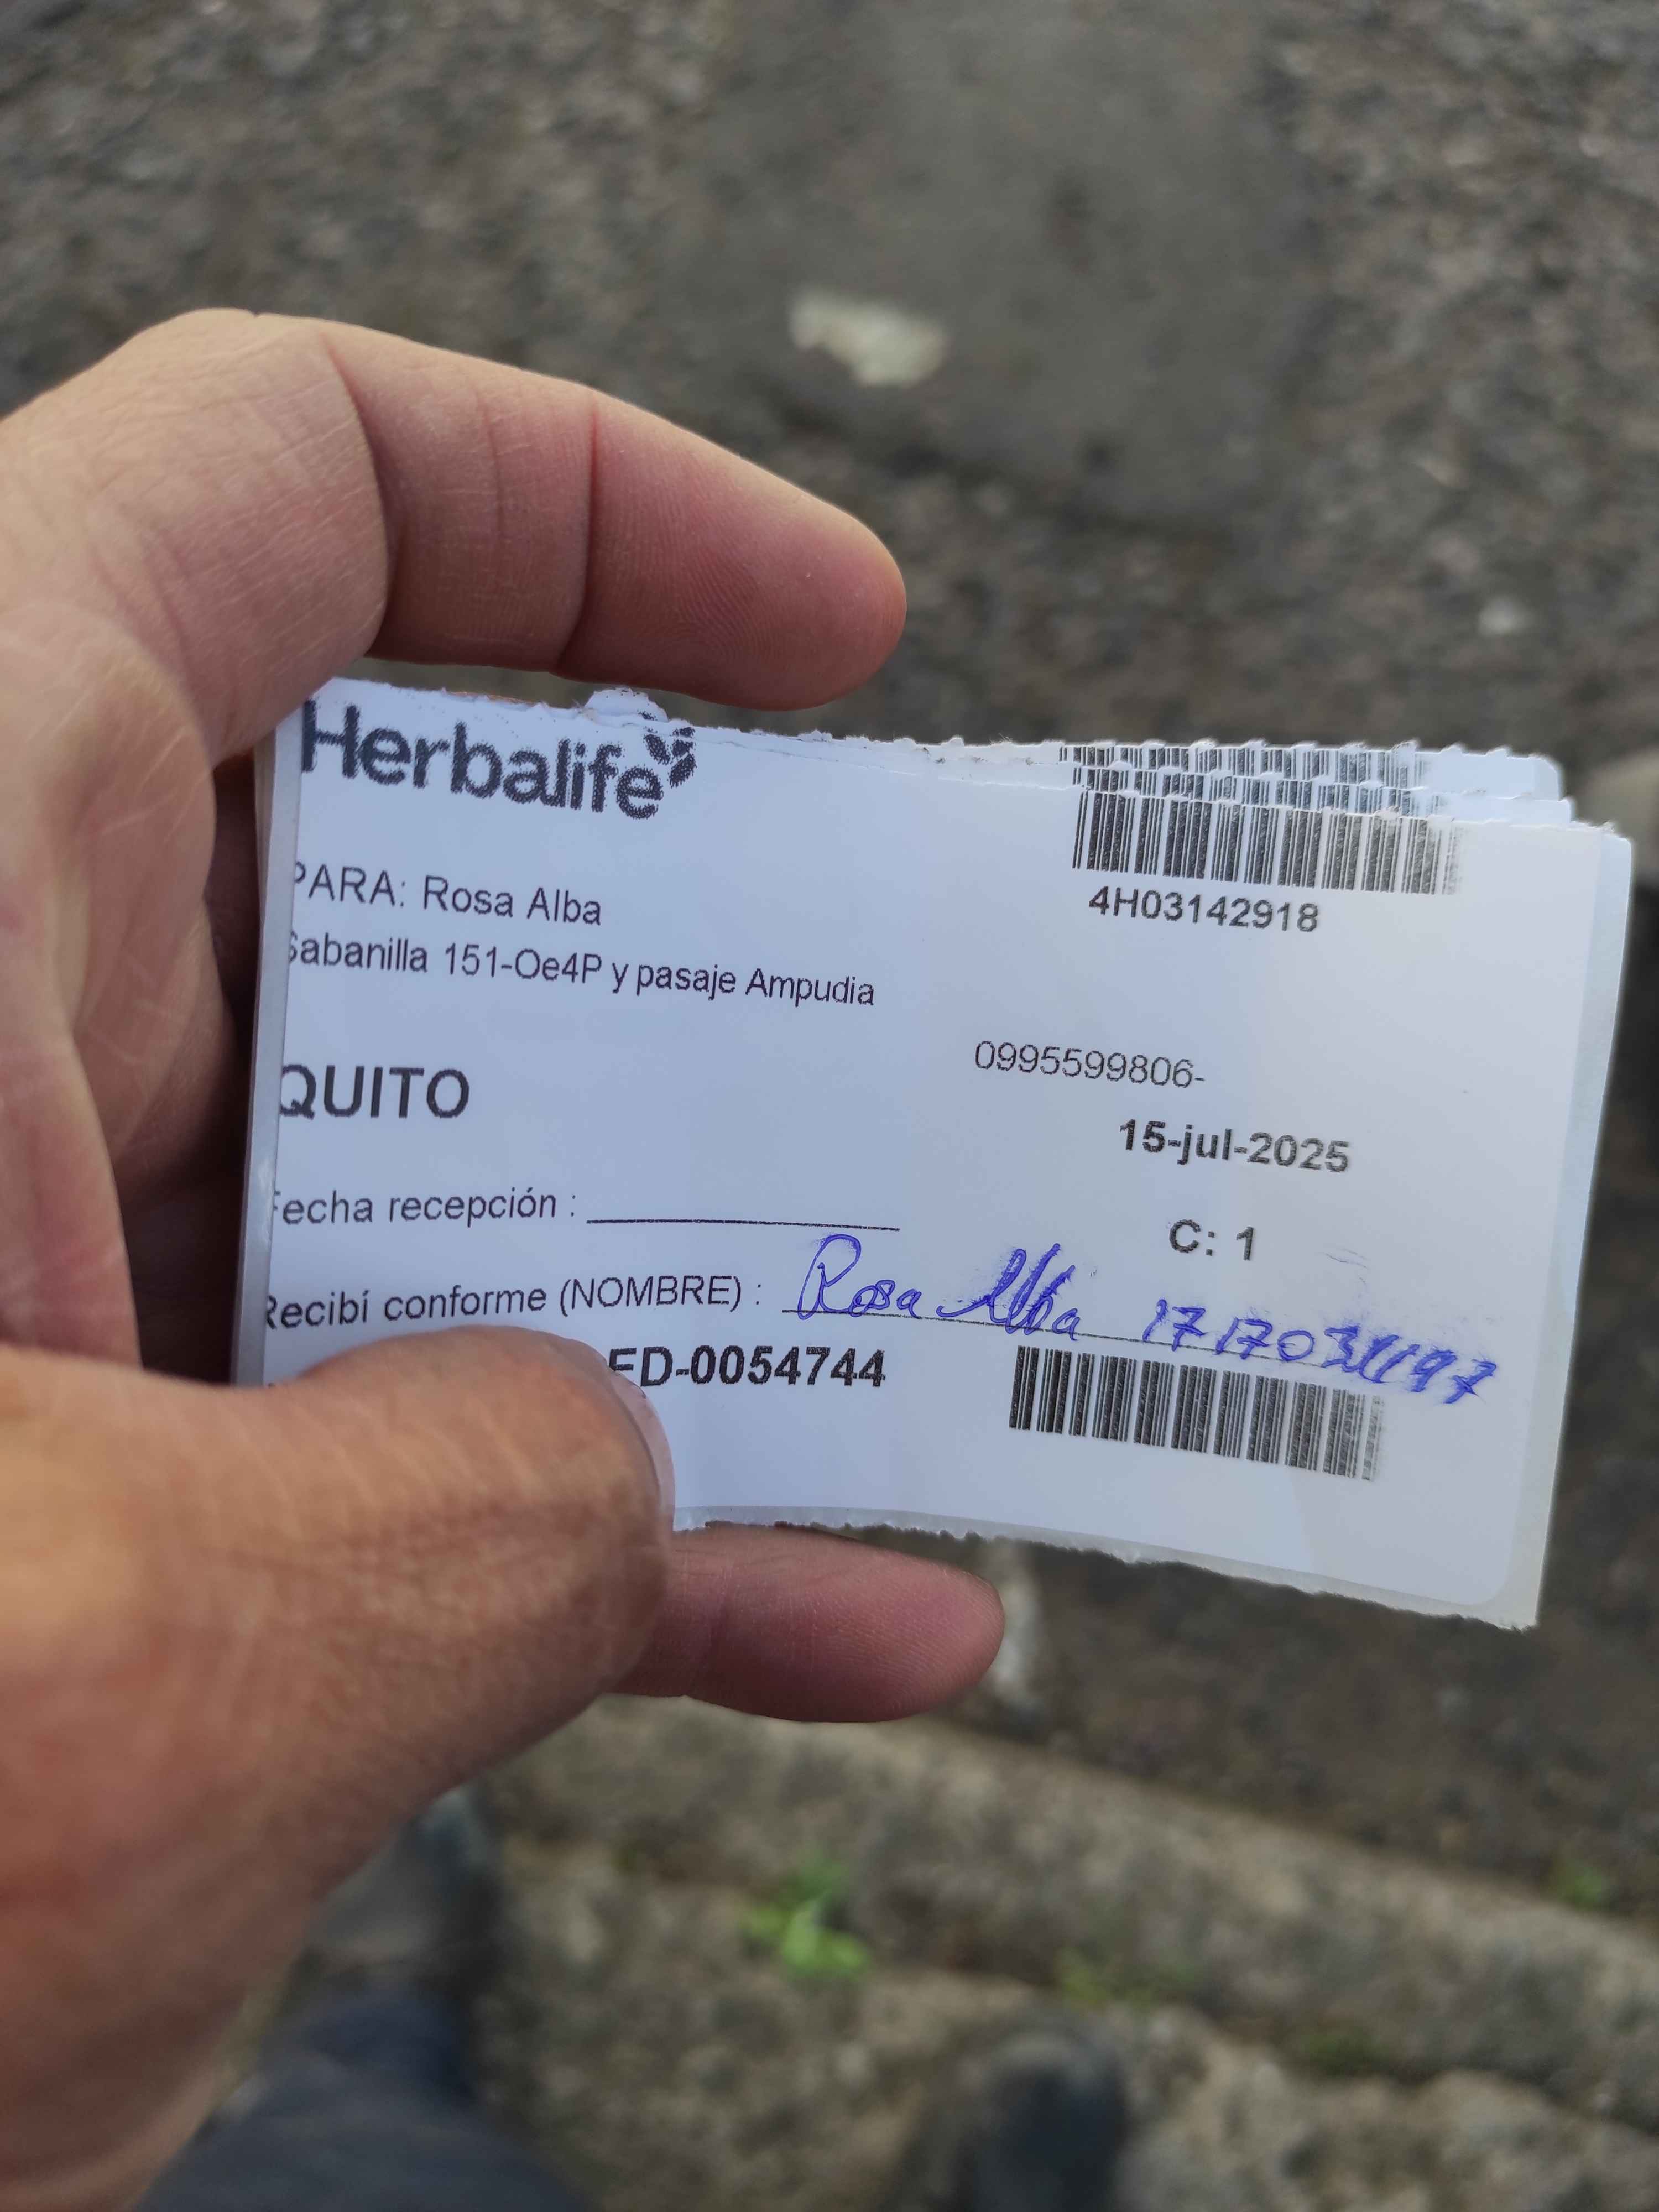 Herbalife
4H03142918
PARA: Rosa Alba
Sabanilla 151-Oe4P y pasaje Ampudia
0995599806-
QUITO
15-jul-2025
Fecha recepción :
C: 1
Recibí conforme (NOMBRE) : Rosa Alba
ED-0054744